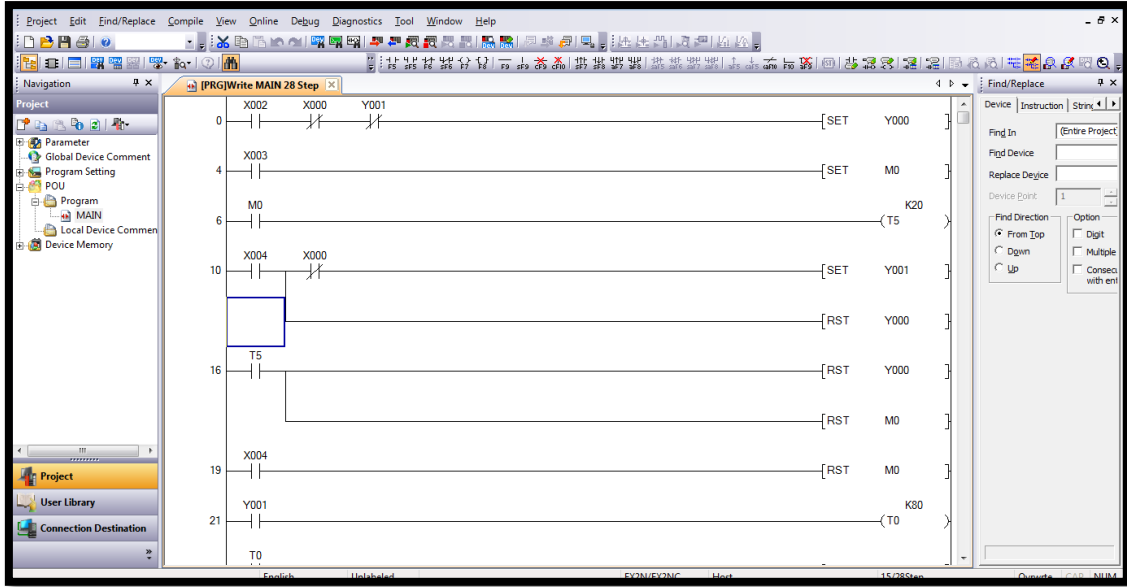 Project Edit Find/Replace Compile View Online Debug Diagnostics Tool Window Help
Navigation
[PRG]Write MAIN 28 Step
Find/Replace
Project
Parameter
Global Device Comment
Program Setting
POU
Program
MAIN
Local Device Commen
Device Memory
Project
User Library
Connection Destination
X002 X000 Y001
0 SET Y000
X003
4 SET M0
M0 K20
6 T5
X004 X000
10 SET Y001
RST Y000
T5
16 RST Y000
RST M0
X004
19 RST M0
Y001 K80
21 T0
T0
Device Instruction String
Find In (Entire Project)
Find Device
Replace Device
Device Point 1
Find Direction Option
From Top Digit
Down Multiple
Up Consecu
with ent
English Unlabeled FX2N/FX2NC Host 15/28Step Ovrwrte CAP NUM